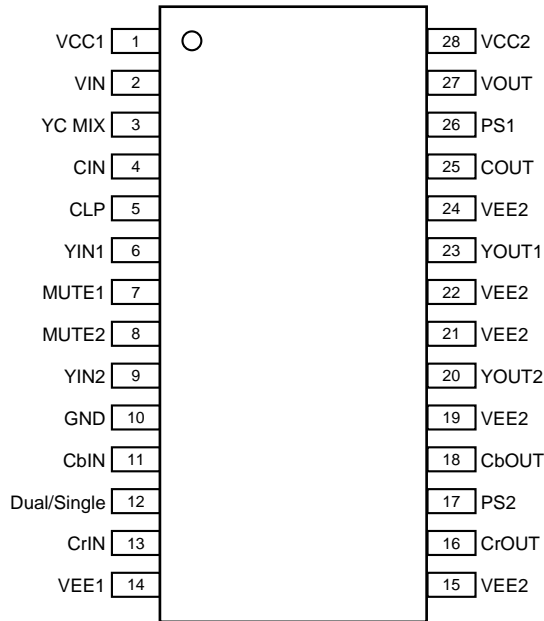 VCC1 1 28 VCC2
VIN 2 27 VOUT
YC MIX 3 26 PS1
CIN 4 25 COUT
CLP 5 24 VEE2
YIN1 6 23 YOUT1
MUTE1 7 22 VEE2
MUTE2 8 21 VEE2
YIN2 9 20 YOUT2
GND 10 19 VEE2
CbIN 11 18 CbOUT
Dual/Single 12 17 PS2
CrIN 13 16 CrOUT
VEE1 14 15 VEE2